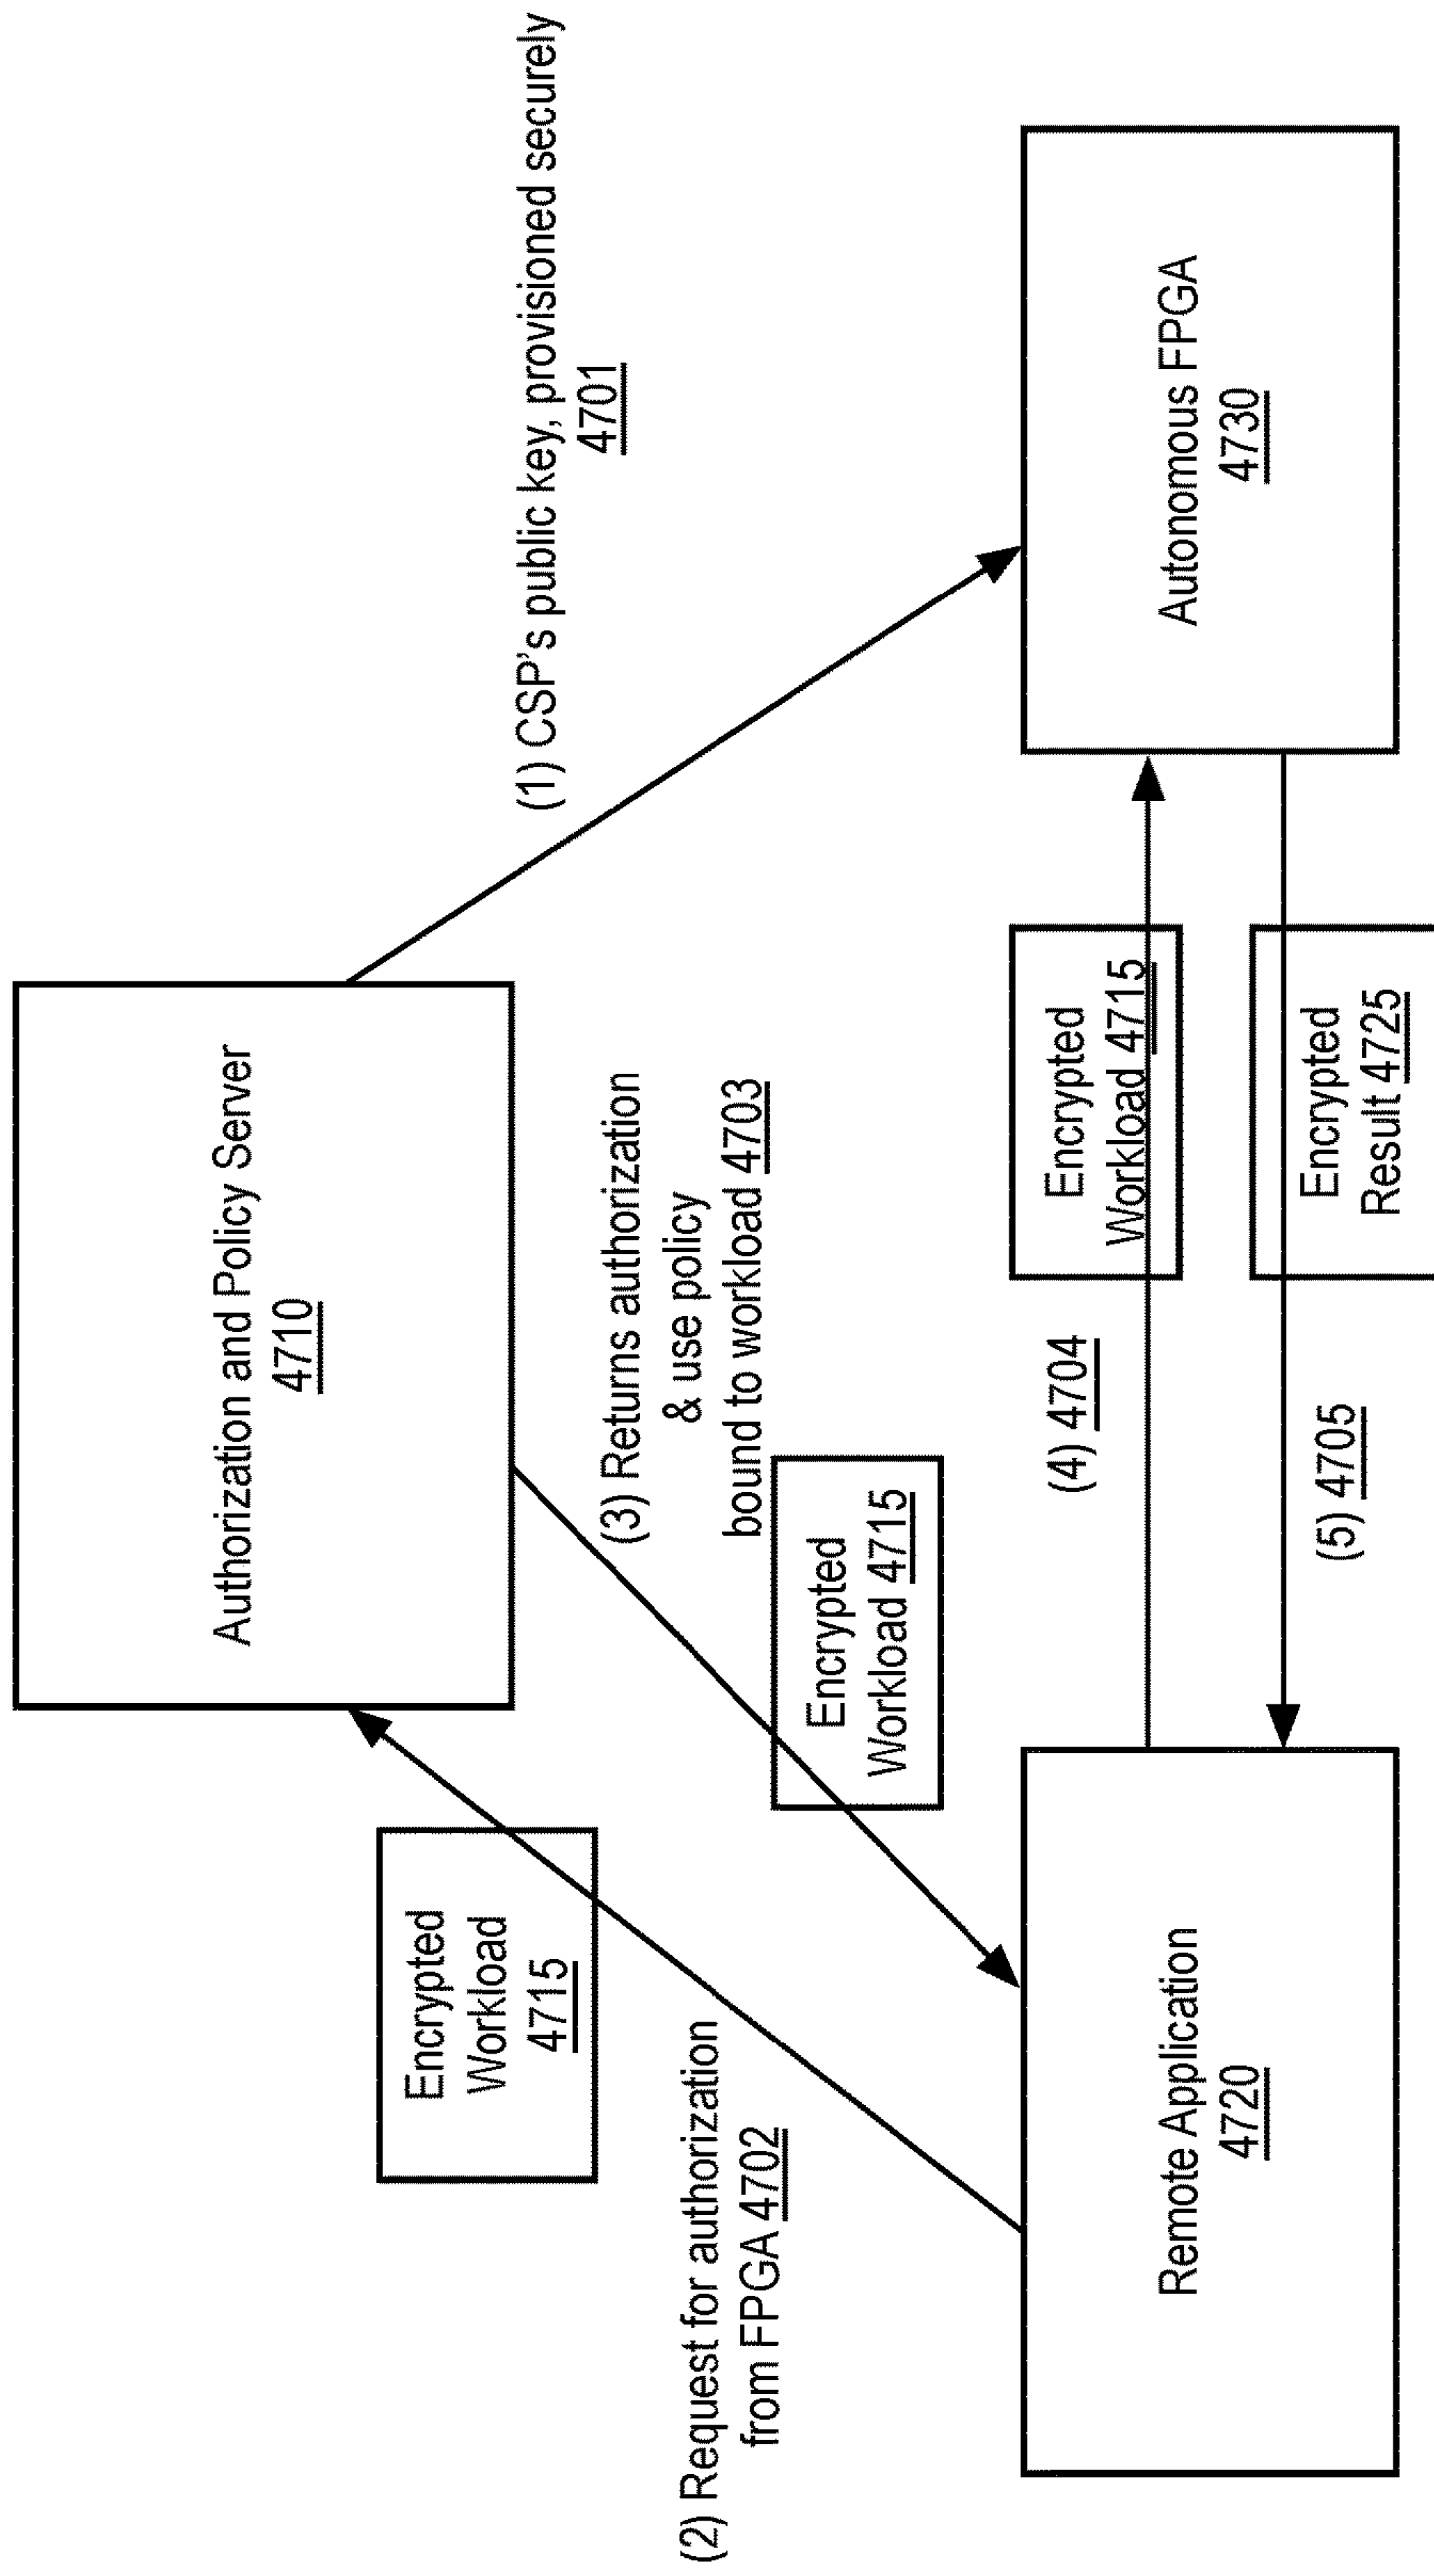 Authorization and Policy Server
4710
(1) CSP's public key, provisioned securely
4701
Encrypted
Workload
4715
(2) Request for authorization
from FPGA 4702
(3) Returns authorization
& use policy
bound to workload 4703
Encrypted
Workload 4715
Remote Application
4720
(4) 4704
Encrypted
Workload 4715
(5) 4705
Encrypted
Result 4725
Autonomous FPGA
4730